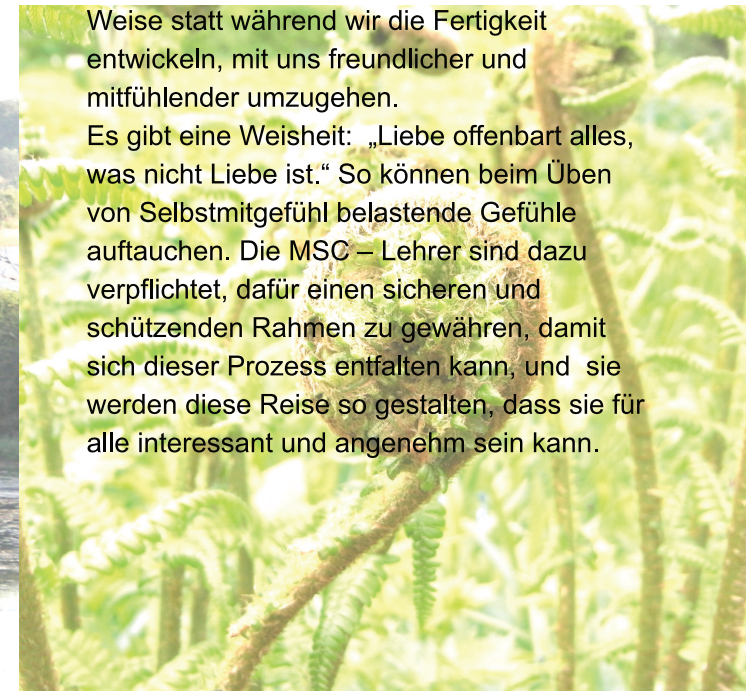 Weise statt während wir die Fertigkeit
entwickeln, mit uns freundlicher und
mitfühlender umzugehen.
Es gibt eine Weisheit:  „Liebe offenbart alles,
was nicht Liebe ist.“ So können beim Üben
von Selbstmitgefühl belastende Gefühle
auftauchen. Die MSC – Lehrer sind dazu
verpflichtet, dafür einen sicheren und
schützenden Rahmen zu gewähren, damit
sich dieser Prozess entfalten kann, und  sie
werden diese Reise so gestalten, dass sie für
alle interessant und angenehm sein kann.